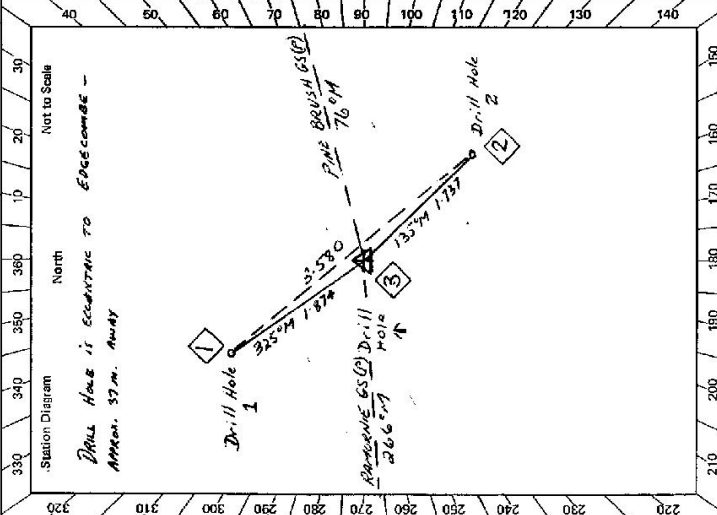 330 340 350 360 10 20 30
Station Diagram North Not to Scale
DRILL HOLE IS ECCENTRIC TO EDGECOMBE -
APPROX. 37 M. AWAY
40 50 60 70 80 90 100 110 120 130 140
1
Drill Hole
1
325°M 1.874
3.580
PINE BRUSH GS(P)
76°M
RAMORNIE GS(P)
266°M
Drill
Hole
3
135°M 1.737
Drill Hole
2
2
320 310 300 290 280 270 260 250 240 230 220
210 200 190 180 170 160 150